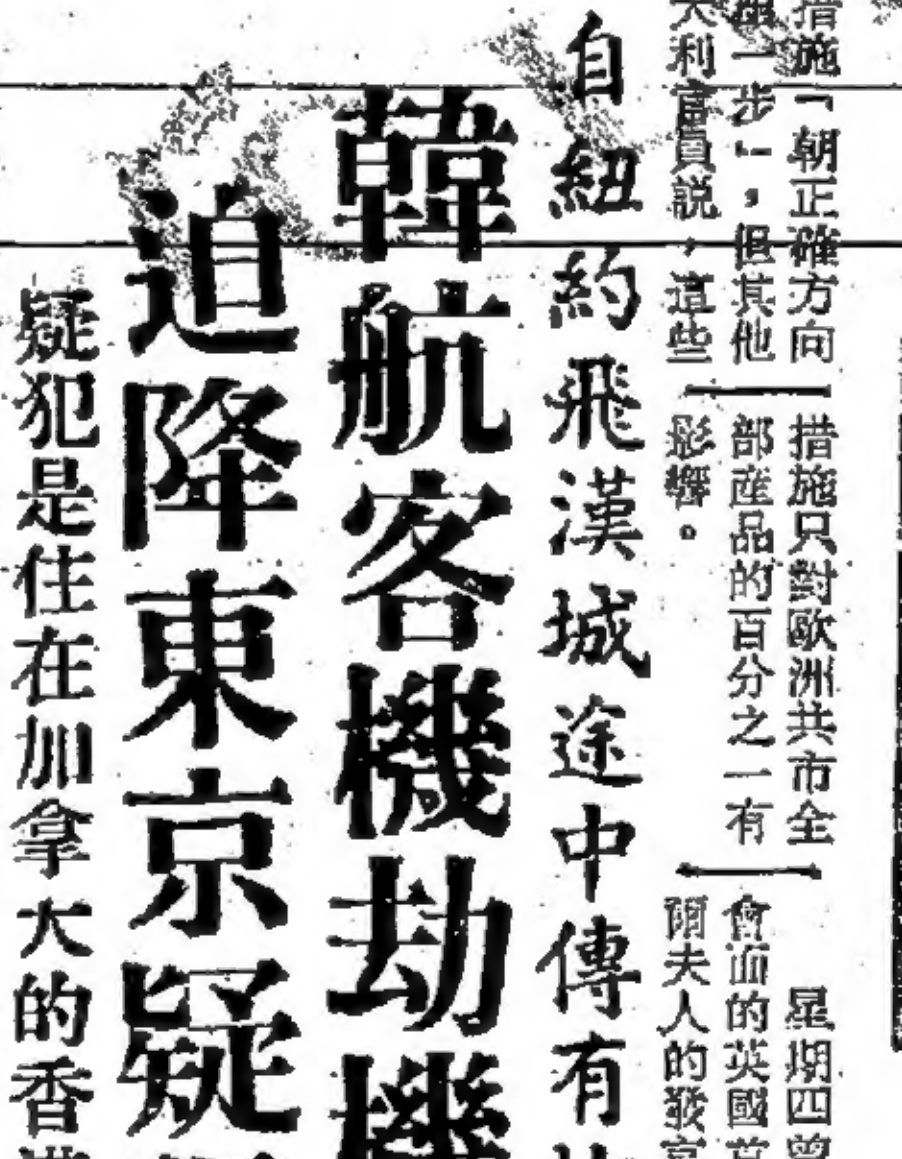 措施「朝正確方向
一步」，但其他
大利官員說，這些
措施只對歐洲共市全
部産品的百分之一有
影響。
星期四曾
會面的英國首
爾夫人的發言
自紐約飛漢城途中傳有
韓航客機劫機
迫降東京疑
疑犯是住在加拿大的香港